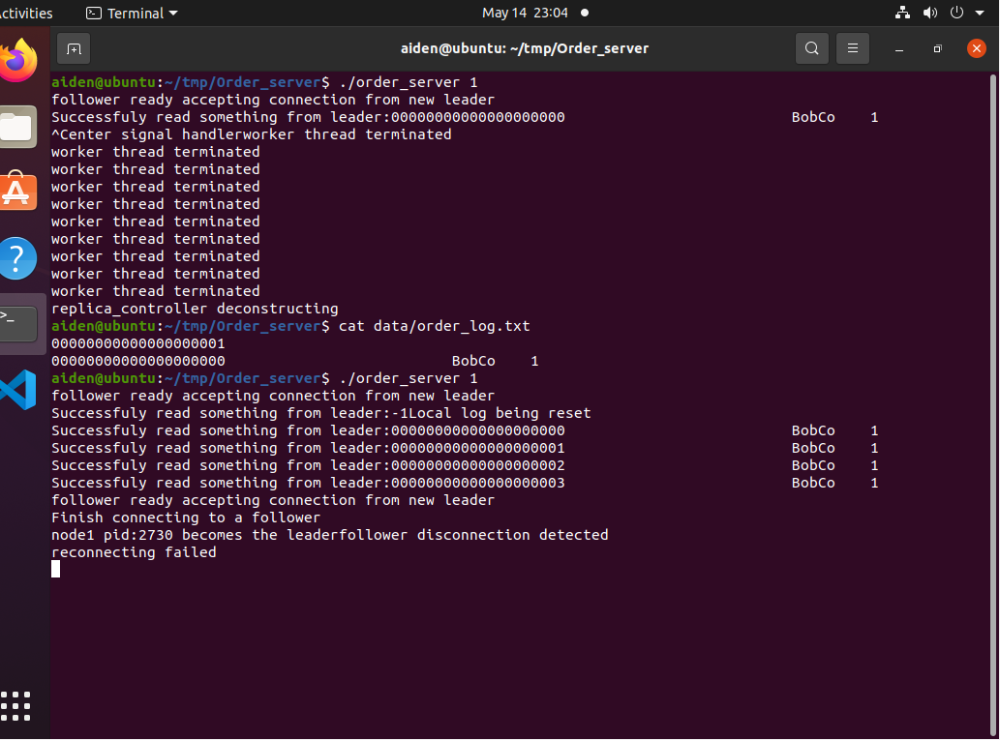 ctivities
Terminal
May 14 23:04
aiden@ubuntu: ~/tmp/Order_server
aiden@ubuntu:~/tmp/Order_server$ ./order_server 1
follower ready accepting connection from new leader
Successfuly read something from leader:00000000000000000000 BobCo 1
^Center signal handlerworker thread terminated
worker thread terminated
worker thread terminated
worker thread terminated
worker thread terminated
worker thread terminated
worker thread terminated
worker thread terminated
worker thread terminated
worker thread terminated
replica_controller deconstructing
aiden@ubuntu:~/tmp/Order_server$ cat data/order_log.txt
00000000000000000001
00000000000000000000 BobCo 1
aiden@ubuntu:~/tmp/Order_server$ ./order_server 1
follower ready accepting connection from new leader
Successfuly read something from leader:-1Local log being reset
Successfuly read something from leader:00000000000000000000 BobCo 1
Successfuly read something from leader:00000000000000000001 BobCo 1
Successfuly read something from leader:00000000000000000002 BobCo 1
Successfuly read something from leader:00000000000000000003 BobCo 1
follower ready accepting connection from new leader
Finish connecting to a follower
node1 pid:2730 becomes the leaderfollower disconnection detected
reconnecting failed